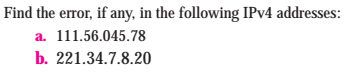 Find the error, if any, in the following IPv4 addresses:
a. 111.56.045.78
b. 221.34.7.8.20